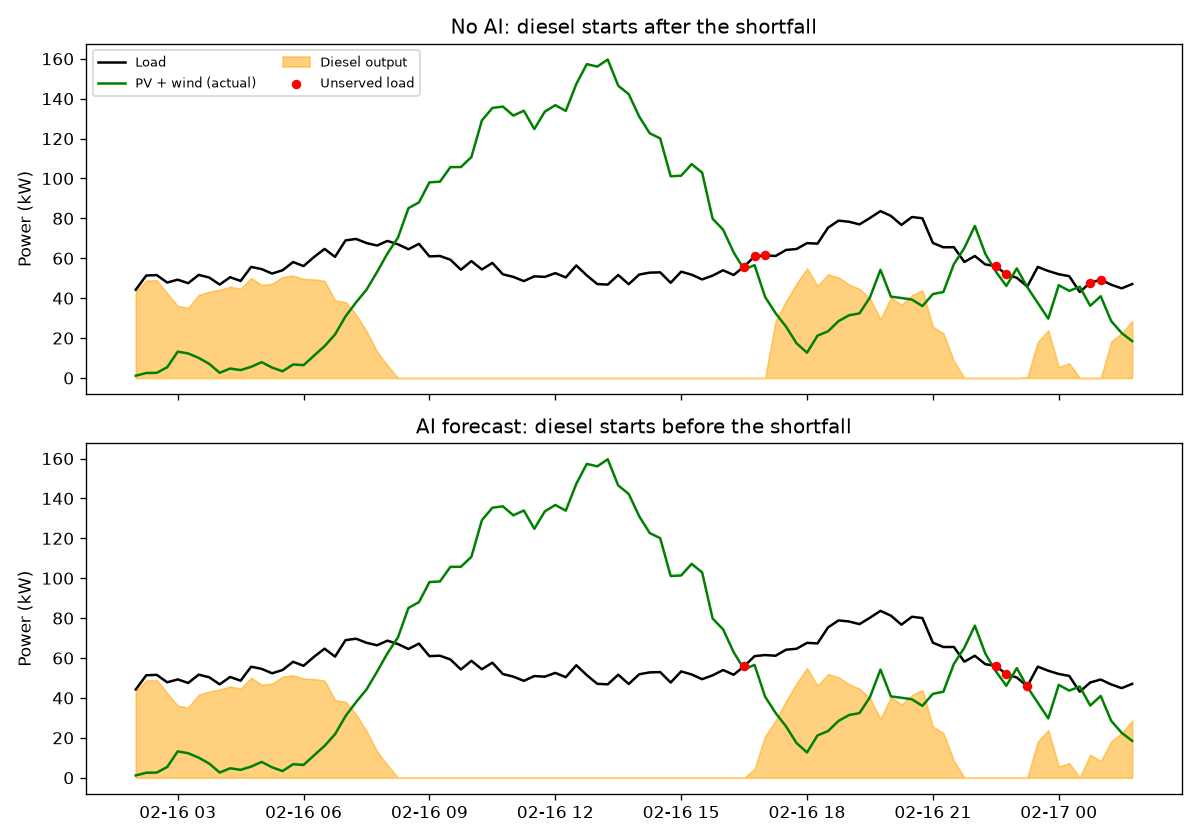 No AI: diesel starts after the shortfall
Load
PV + wind (actual)
Diesel output
Unserved load
Power (kW)
160
140
120
100
80
60
40
20
0
AI forecast: diesel starts before the shortfall
Power (kW)
160
140
120
100
80
60
40
20
0
02-16 03 02-16 06 02-16 09 02-16 12 02-16 15 02-16 18 02-16 21 02-17 00